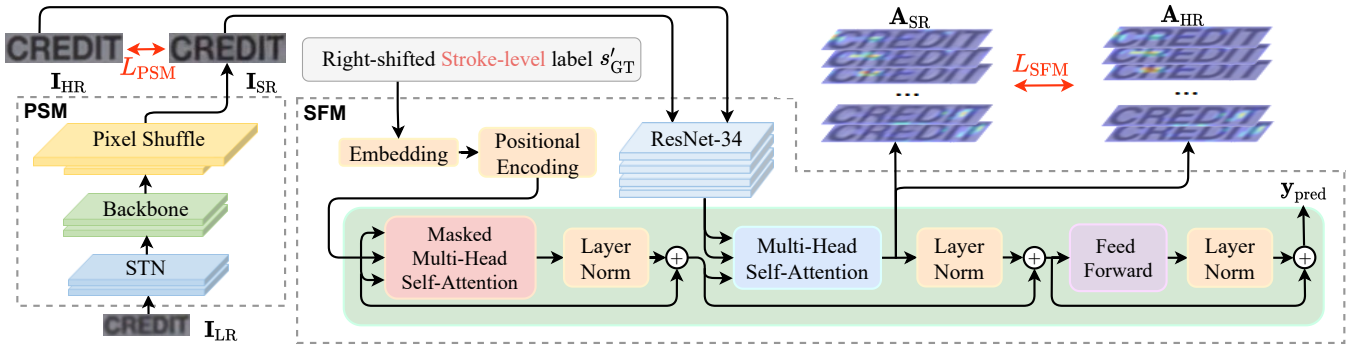 CREDIT
L_PSM
CREDIT
I_HR
I_SR
PSM
Pixel Shuffle
Backbone
STN
CREDIT
I_LR
Right-shifted Stroke-level label s'_GT
SFM
Embedding
Positional
Encoding
ResNet-34
Masked
Multi-Head
Self-Attention
Layer
Norm
+
Multi-Head
Self-Attention
Layer
Norm
+
Feed
Forward
Layer
Norm
+
y_pred
A_SR
CREDIT
...
CREDIT
L_SFM
A_HR
CREDIT
...
CREDIT